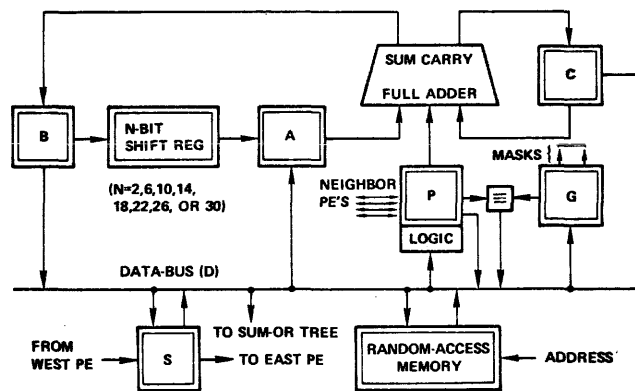 SUM CARRY
FULL ADDER
C
B
N-BIT
SHIFT REG
A
MASKS
(N=2,6,10,14,
18,22,26, OR 30)
NEIGHBOR
PE'S
P
LOGIC
≡
G
DATA-BUS (D)
FROM
WEST PE
S
TO SUM-OR TREE
TO EAST PE
RANDOM-ACCESS
MEMORY
ADDRESS